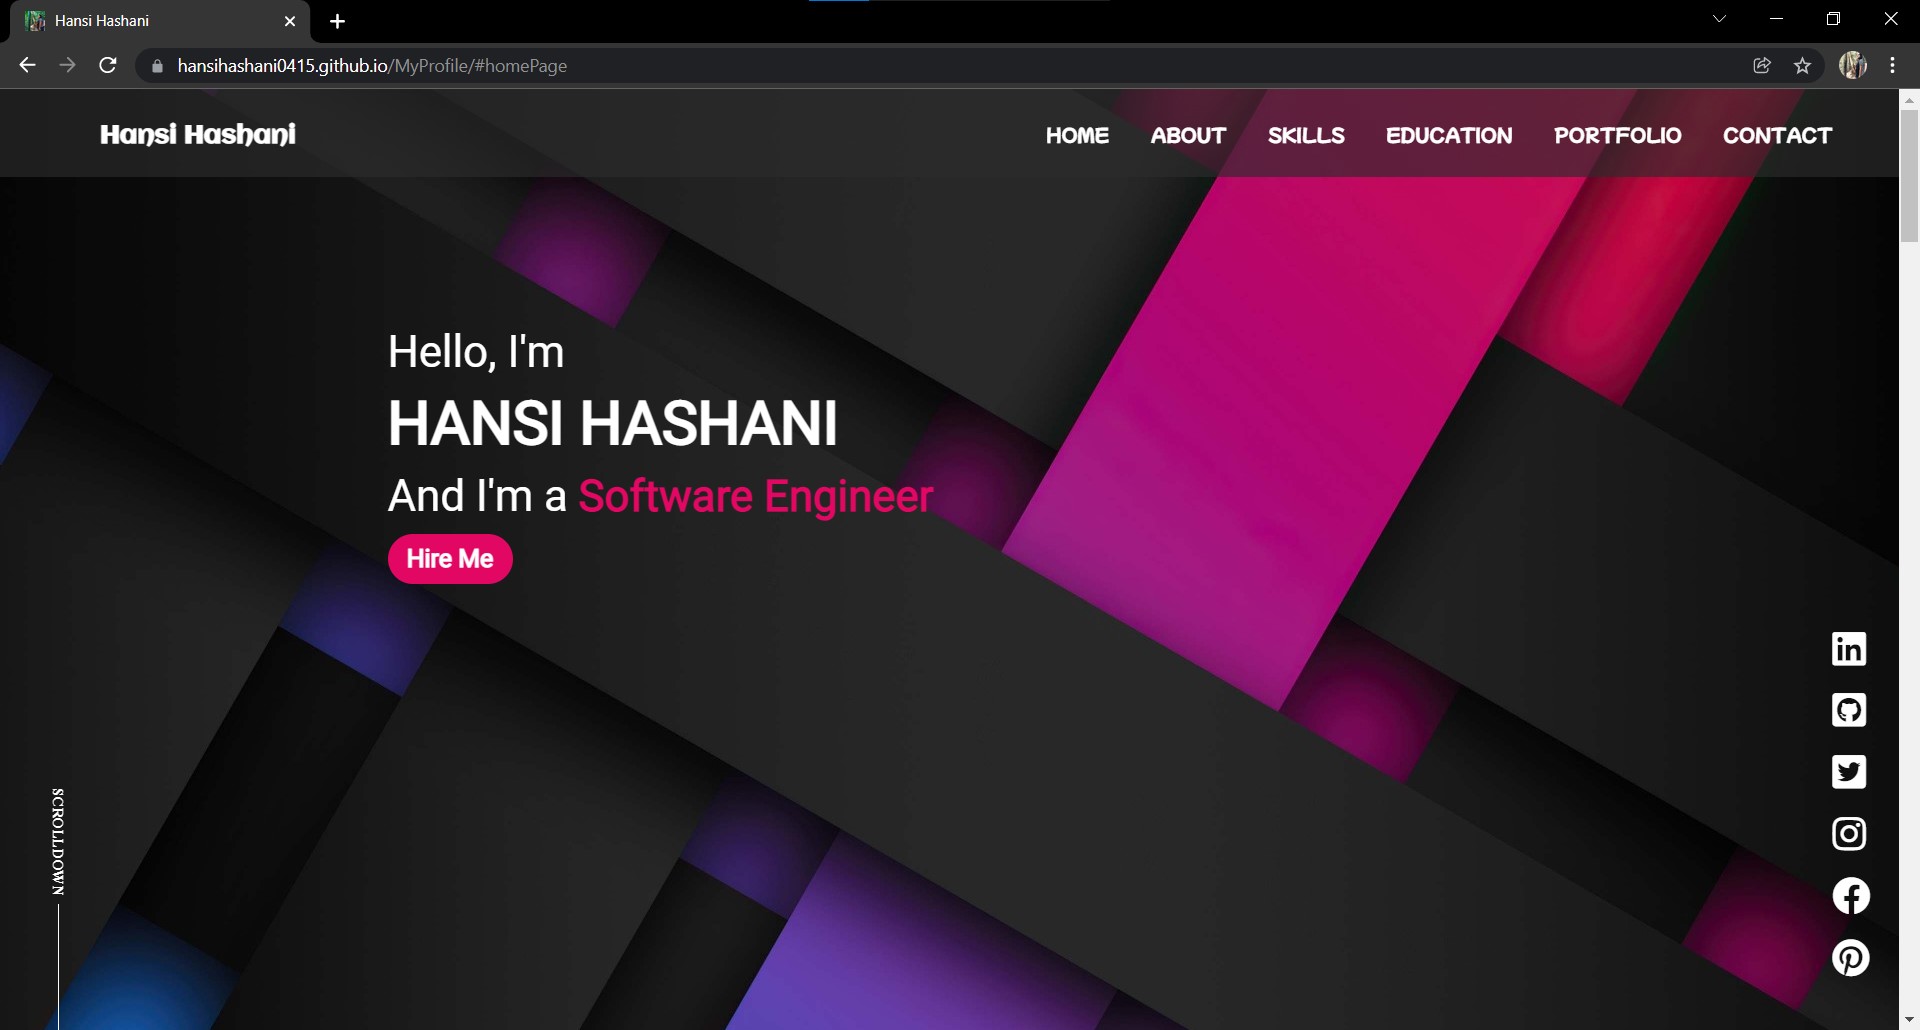 Hansi Hashani
hansihashani0415.github.io/MyProfile/#homePage
Hansi Hashani
HOME ABOUT SKILLS EDUCATION PORTFOLIO CONTACT
Hello, I'm
HANSI HASHANI
And I'm a Software Engineer
Hire Me
in
SCROLLDOWN